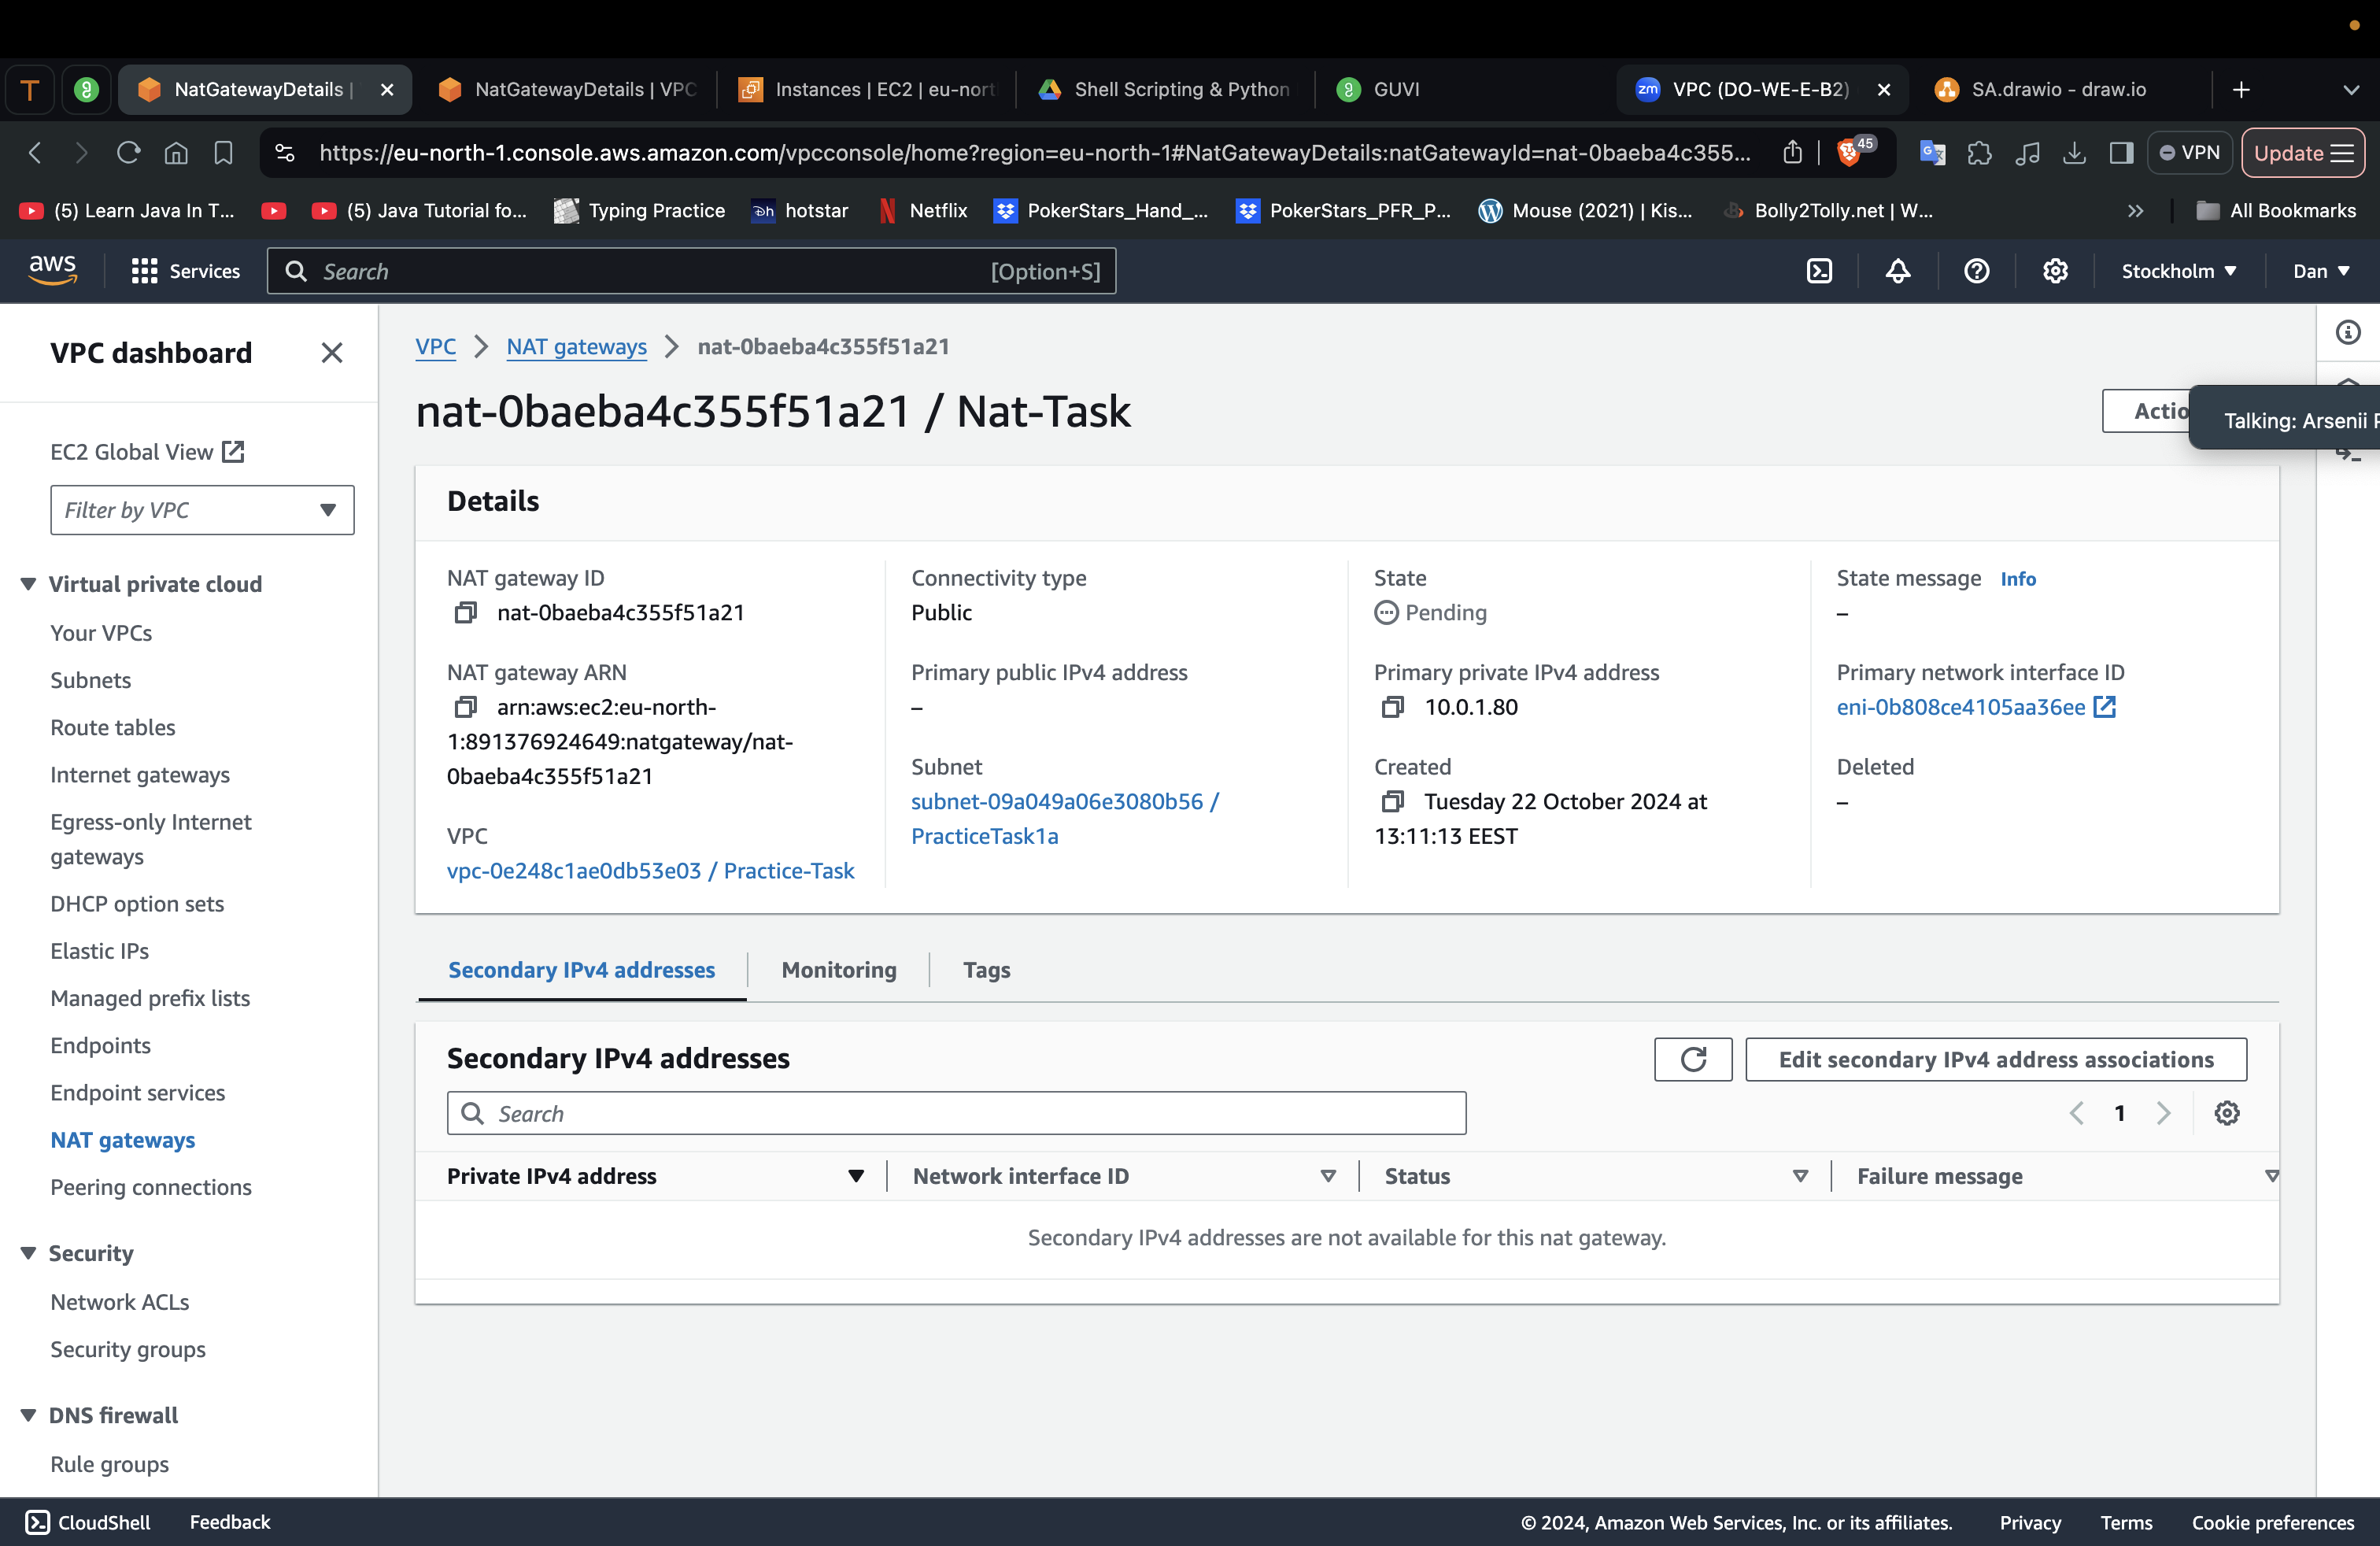 T
NatGatewayDetails |
NatGatewayDetails | VPC
Instances | EC2 | eu-nort
Shell Scripting & Python
GUVI
zm
VPC (DO-WE-E-B2)
SA.drawio - draw.io
https://eu-north-1.console.aws.amazon.com/vpcconsole/home?region=eu-north-1#NatGatewayDetails:natGatewayId=nat-0baeba4c355...
45
VPN
Update
(5) Learn Java In T...
(5) Java Tutorial fo...
Typing Practice
hotstar
Netflix
PokerStars_Hand_...
PokerStars_PFR_P...
Mouse (2021) | Kis...
Bolly2Tolly.net | W...
All Bookmarks
aws
Services
Search
[Option+S]
Stockholm
Dan
VPC dashboard
EC2 Global View
Filter by VPC
Virtual private cloud
Your VPCs
Subnets
Route tables
Internet gateways
Egress-only Internet
gateways
DHCP option sets
Elastic IPs
Managed prefix lists
Endpoints
Endpoint services
NAT gateways
Peering connections
Security
Network ACLs
Security groups
DNS firewall
Rule groups
VPC
NAT gateways
nat-0baeba4c355f51a21
nat-0baeba4c355f51a21 / Nat-Task
Actio
Talking: Arsenii
Details
NAT gateway ID
nat-0baeba4c355f51a21
NAT gateway ARN
arn:aws:ec2:eu-north-
1:891376924649:natgateway/nat-
0baeba4c355f51a21
VPC
vpc-0e248c1ae0db53e03 / Practice-Task
Connectivity type
Public
Primary public IPv4 address
–
Subnet
subnet-09a049a06e3080b56 /
PracticeTask1a
State
Pending
Primary private IPv4 address
10.0.1.80
Created
Tuesday 22 October 2024 at
13:11:13 EEST
State message Info
–
Primary network interface ID
eni-0b808ce4105aa36ee
Deleted
–
Secondary IPv4 addresses
Monitoring
Tags
Secondary IPv4 addresses
Edit secondary IPv4 address associations
Search
1
Private IPv4 address
Network interface ID
Status
Failure message
Secondary IPv4 addresses are not available for this nat gateway.
CloudShell
Feedback
© 2024, Amazon Web Services, Inc. or its affiliates.
Privacy
Terms
Cookie preferences